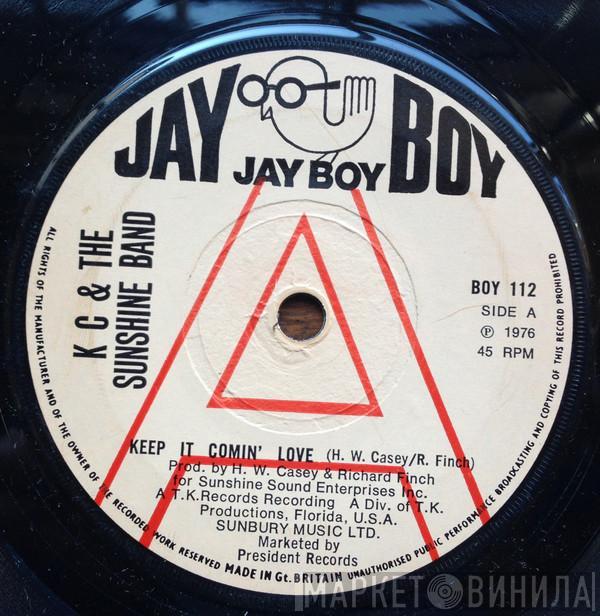 JAY BOY
JAY BOY
K C & THE
SUNSHINE BAND
BOY 112
SIDE A
Ⓟ 1976
45 RPM
KEEP IT COMIN' LOVE (H. W. Casey/R. Finch)
Prod. by H. W. Casey & Richard Finch
for Sunshine Sound Enterprises Inc.
A T.K.Records Recording A Div. of T.K.
Productions, Florida, U.S.A.
SUNBURY MUSIC LTD.
Marketed by
President Records
ALL RIGHTS OF THE MANUFACTURER AND OF THE OWNER OF THE RECORDED WORK RESERVED MADE IN Gt. BRITAIN UNAUTHORISED PUBLIC PERFORMANCE BROADCASTING AND COPYING OF THIS RECORD PROHIBITED
МАРКЕТ ВИНИЛА